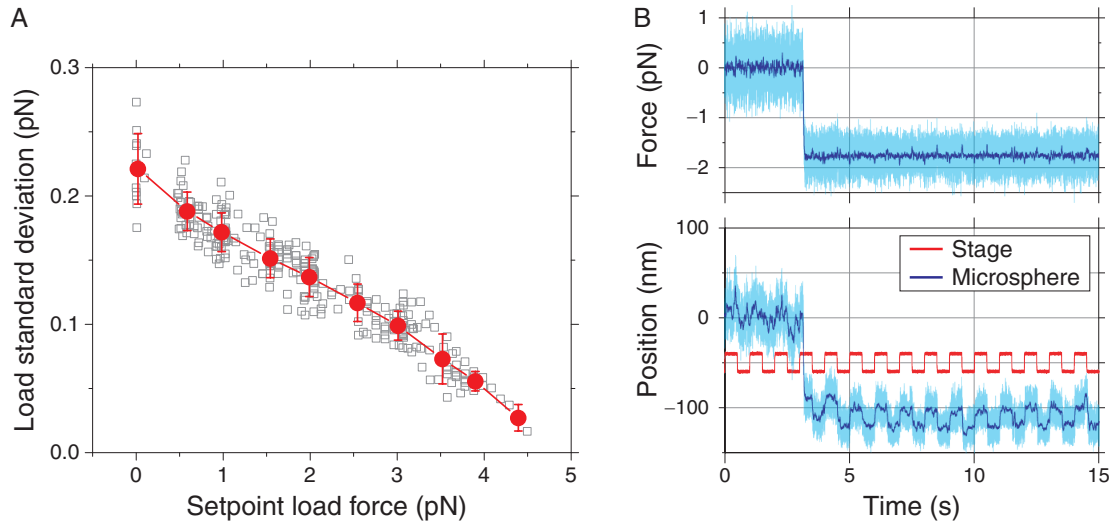 A
0.3
0.2
0.1
0.0
Load standard deviation (pN)
0 1 2 3 4 5
Setpoint load force (pN)
B
1
0
−1
−2
Force (pN)
100
0
−100
Position (nm)
Stage
Microsphere
0 5 10 15
Time (s)